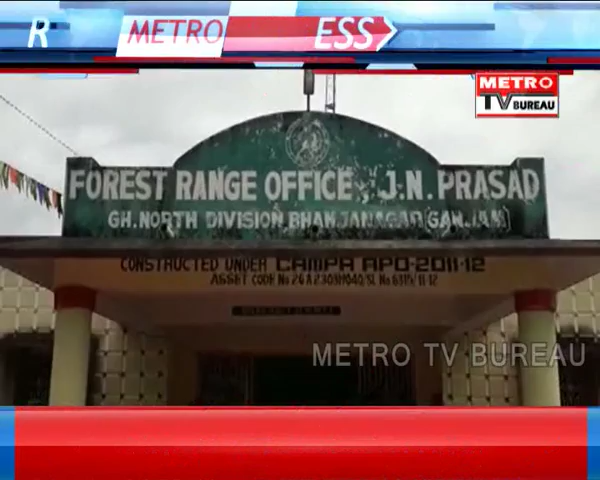 R METRO ESS
METRO
TV BUREAU
FOREST RANGE OFFICE, J.N. PRASAD
GH. NORTH DIVISION BHANJANAGAR (GANJAM)
CONSTRUCTED UNDER CAMPA APO-2011-12
METRO TV BUREAU